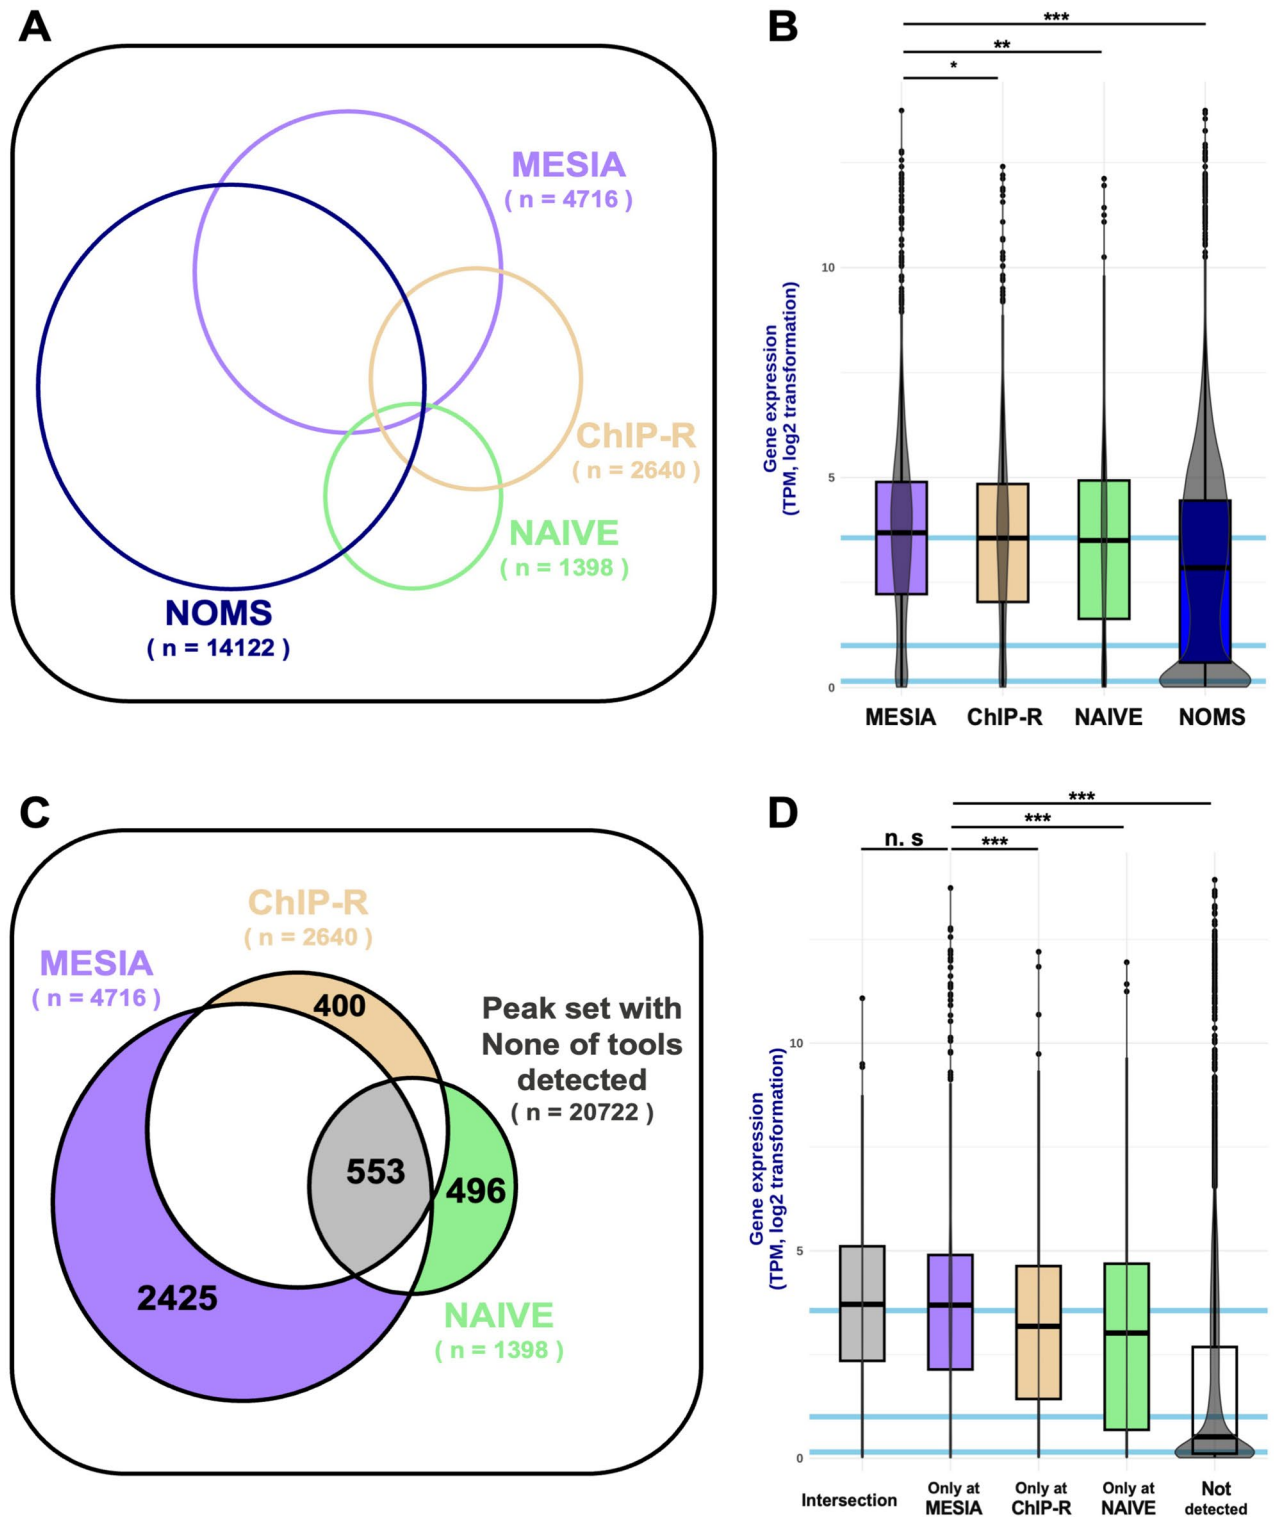 A
MESIA
( n = 4716 )
ChIP-R
( n = 2640 )
NAIVE
( n = 1398 )
NOMS
( n = 14122 )
B
***
**
*
Gene expression
(TPM, log2 transformation)
10
5
0
MESIA ChIP-R NAIVE NOMS
C
ChIP-R
( n = 2640 )
MESIA
( n = 4716 )
400
Peak set with
None of tools
detected
( n = 20722 )
553
496
2425
NAIVE
( n = 1398 )
D
***
***
n. s ***
Gene expression
(TPM, log2 transformation)
10
5
0
Intersection
Only at
MESIA
Only at
ChIP-R
Only at
NAIVE
Not
detected